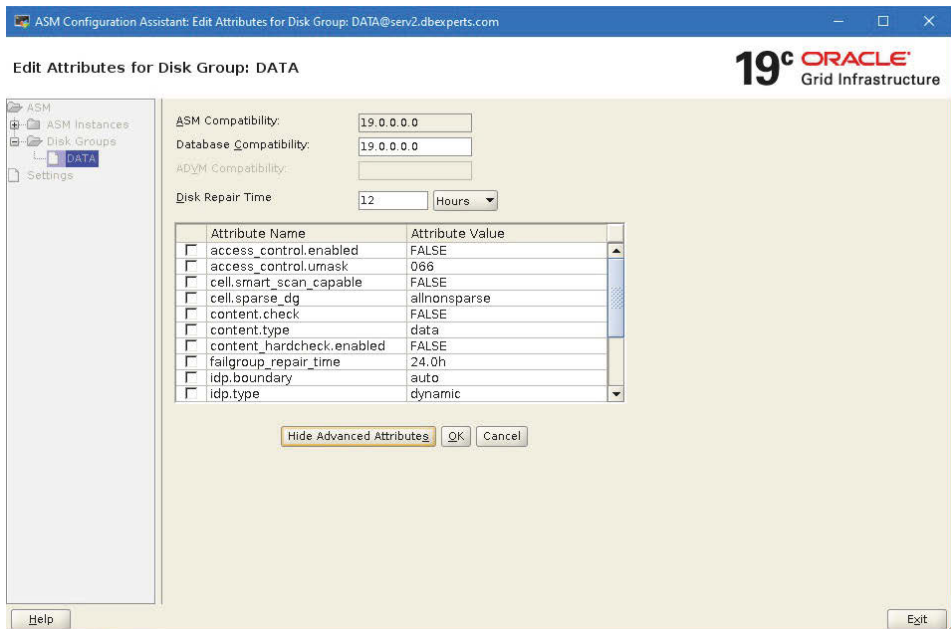 ASM Configuration Assistant: Edit Attributes for Disk Group: DATA@serv2.dbexperts.com
Edit Attributes for Disk Group: DATA
19c ORACLE
Grid Infrastructure
ASM
ASM Instances
Disk Groups
DATA
Settings
ASM Compatibility: 19.0.0.0.0
Database Compatibility: 19.0.0.0.0
ADVM Compatibility:
Disk Repair Time 12 Hours
Attribute Name Attribute Value
access_control.enabled FALSE
access_control.umask 066
cell.smart_scan_capable FALSE
cell.sparse_dg allnonsparse
content.check FALSE
content.type data
content_hardcheck.enabled FALSE
failgroup_repair_time 24.0h
idp.boundary auto
idp.type dynamic
Hide Advanced Attributes OK Cancel
Help Exit